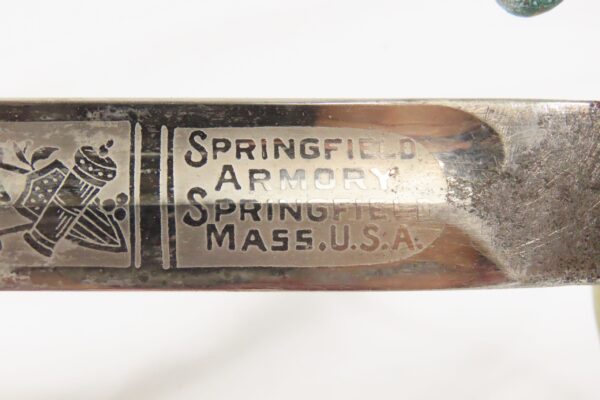 SPRINGFIELD
ARMORY
SPRINGFIELD
MASS. U.S.A.